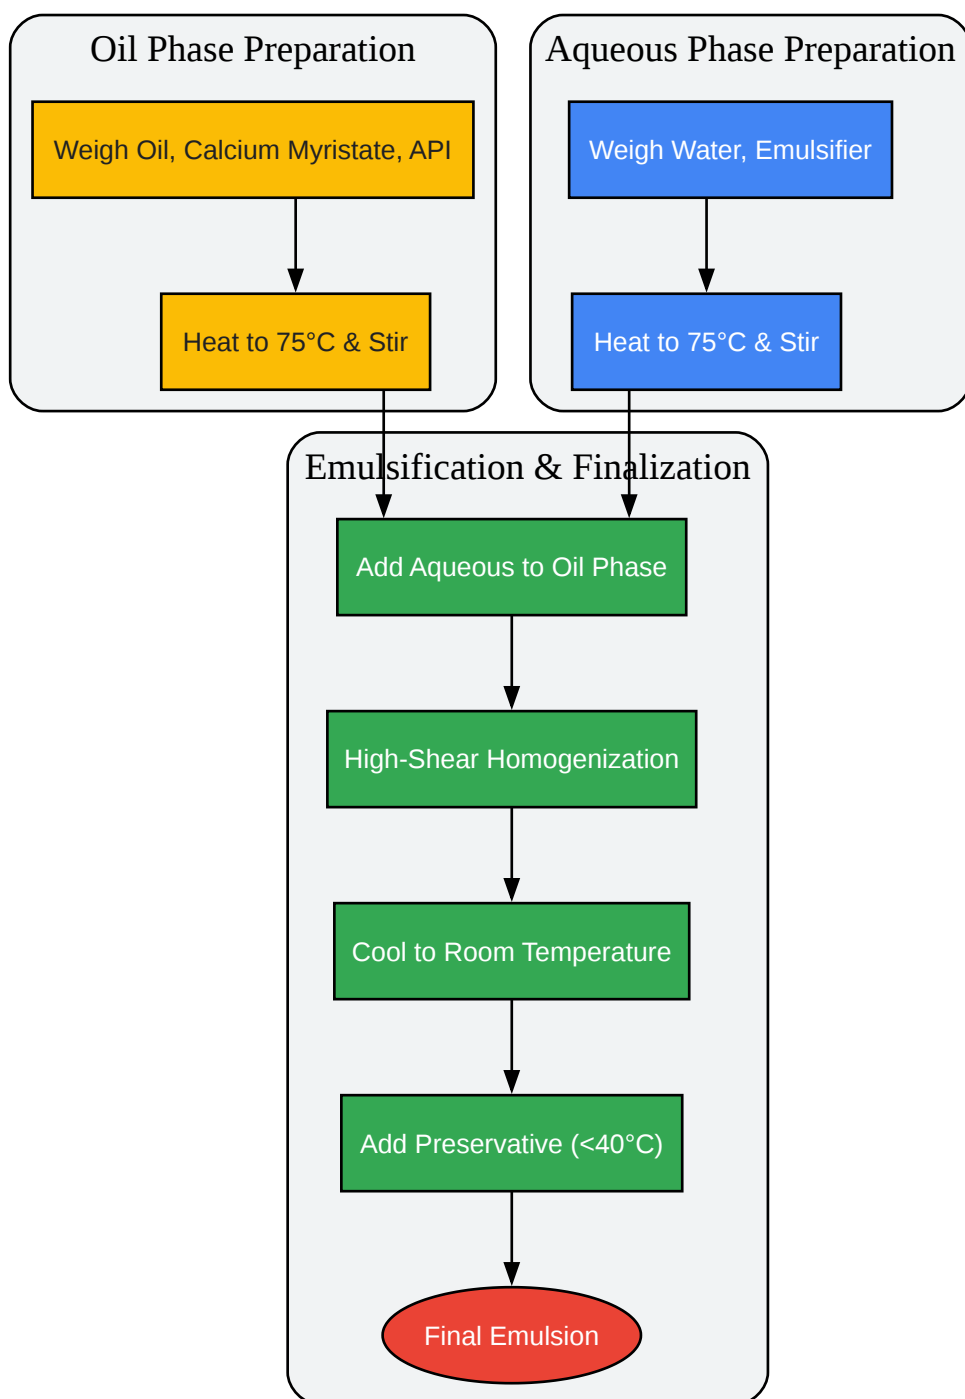 Oil Phase Preparation
Weigh Oil, Calcium Myristate, API
Heat to 75°C & Stir
Aqueous Phase Preparation
Weigh Water, Emulsifier
Heat to 75°C & Stir
Emulsification & Finalization
Add Aqueous to Oil Phase
High-Shear Homogenization
Cool to Room Temperature
Add Preservative (<40°C)
Final Emulsion